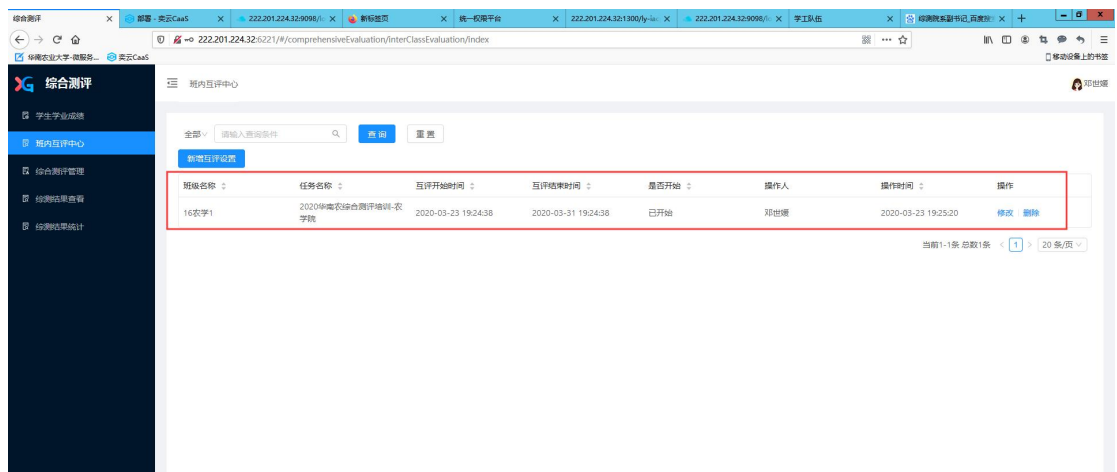 综合测评
部署 - 奕云CaaS
222.201.224.32:9098/
新标签页
统一权限平台
222.201.224.32:1300/ly-iac
222.201.224.32:9098/
学工队伍
综测院系副书记_百度
222.201.224.32:6221/#/comprehensiveEvaluation/InterClassEvaluation/Index
华南农业大学-微服务...
奕云CaaS
移动设备上的书签
XG 综合测评
班内互评中心
邓世媛
学生学业成绩
班内互评中心
综合测评管理
综测结果查看
综测结果统计
全部 请输入查询条件 查 询 重 置
新增互评设置
班级名称 任务名称 互评开始时间 互评结束时间 是否开始 操作人 操作时间 操作
16农学1 2020华南农综合测评培训-农 2020-03-23 19:24:38 2020-03-31 19:24:38 已开始 邓世媛 2020-03-23 19:25:20 修改 删除
学院
当前1-1条 总数1条 < 1 > 20 条/页